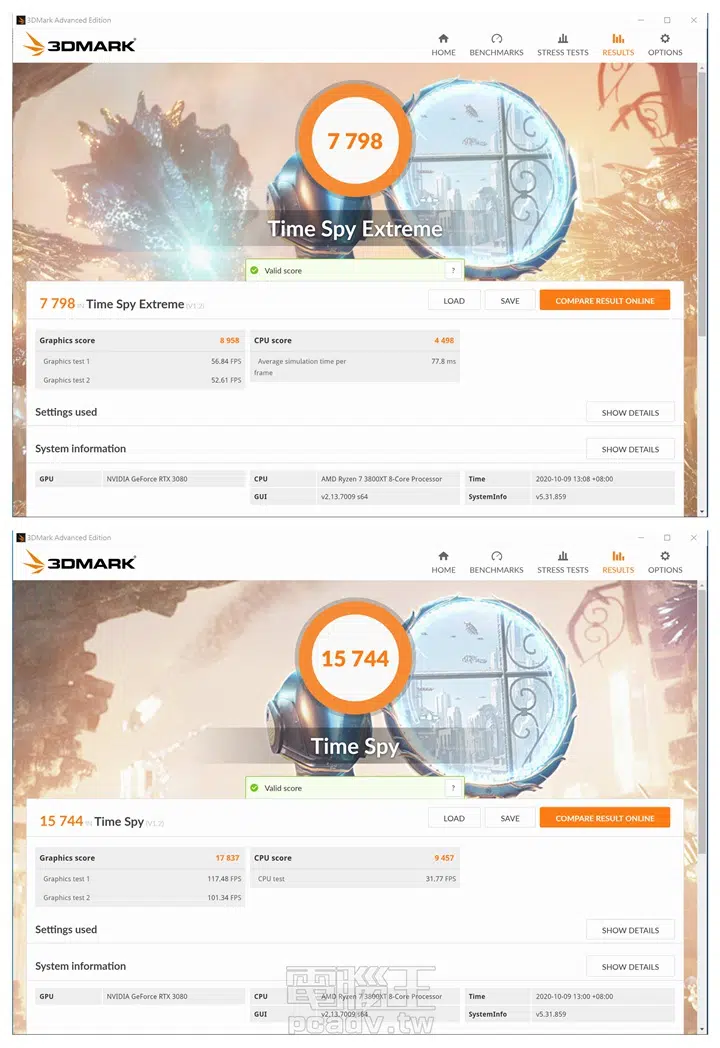 3DMark Advanced Edition
3DMARK
HOME BENCHMARKS STRESS TESTS RESULTS OPTIONS
7 798
Time Spy Extreme
Valid score ?
7 798 IN Time Spy Extreme (V1.2) LOAD SAVE COMPARE RESULT ONLINE
Graphics score 8 958 CPU score 4 498
Graphics test 1 56.84 FPS Average simulation time per frame 77.8 ms
Graphics test 2 52.61 FPS
Settings used SHOW DETAILS
System information SHOW DETAILS
GPU NVIDIA GeForce RTX 3080 CPU AMD Ryzen 7 3800XT 8-Core Processor Time 2020-10-09 13:08 +08:00
GUI v2.13.7009 s64 SystemInfo v5.31.859
3DMark Advanced Edition
3DMARK
HOME BENCHMARKS STRESS TESTS RESULTS OPTIONS
15 744
Time Spy
Valid score ?
15 744 IN Time Spy (V1.2) LOAD SAVE COMPARE RESULT ONLINE
Graphics score 17 837 CPU score 9 457
Graphics test 1 117.48 FPS CPU test 31.77 FPS
Graphics test 2 101.34 FPS
Settings used SHOW DETAILS
System information SHOW DETAILS
GPU NVIDIA GeForce RTX 3080 CPU AMD Ryzen 7 3800XT 8-Core Processor Time 2020-10-09 13:00 +08:00
GUI v2.13.7009 s64 SystemInfo v5.31.859
電腦王
pcadv.tw